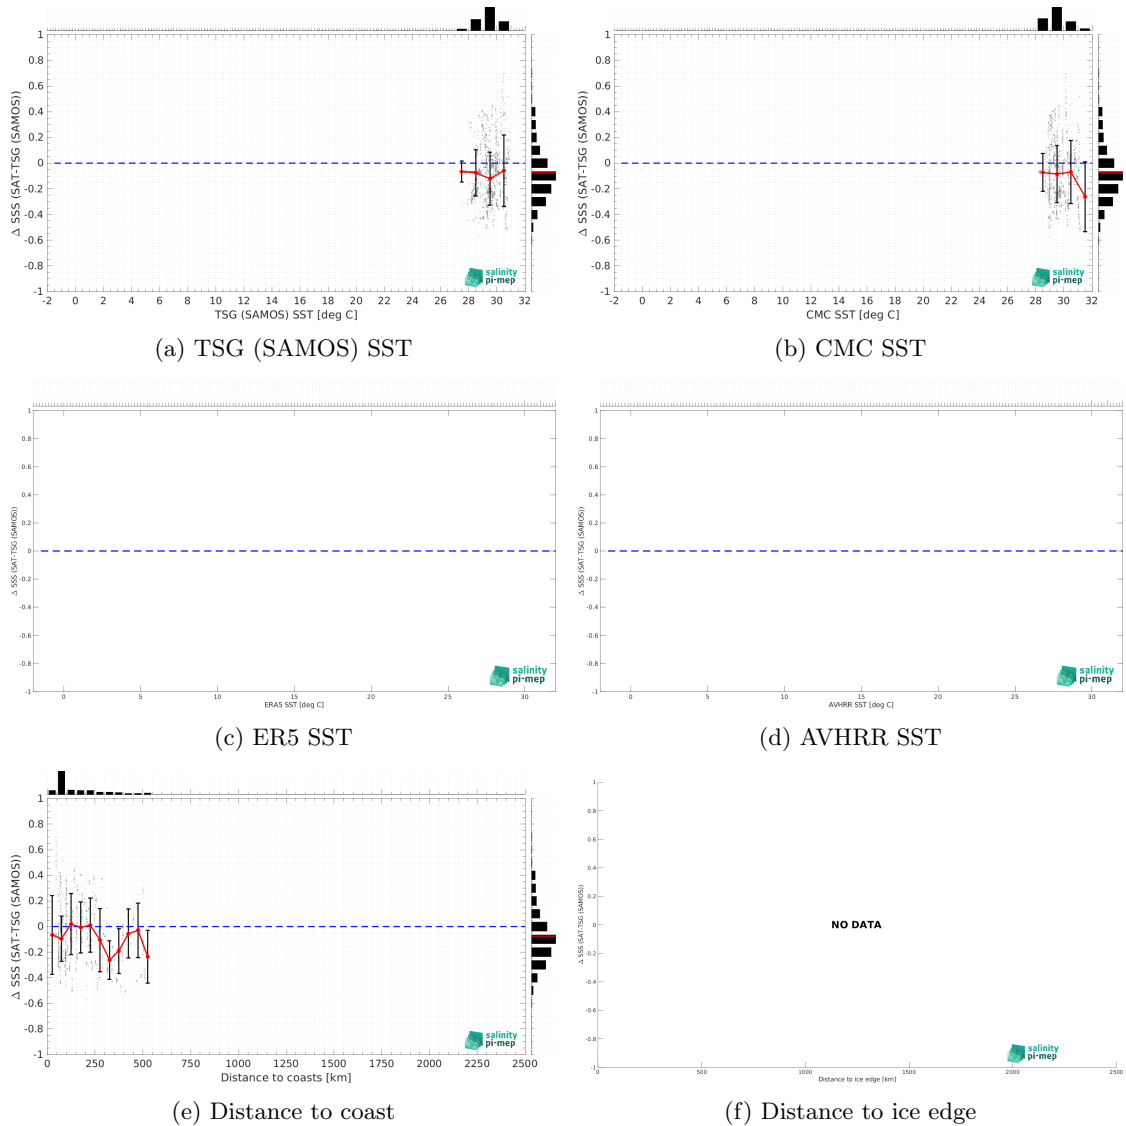 1
0.8
0.6
0.4
0.2
0
-0.2
-0.4
-0.6
-0.8
-1
Δ SSS (SAT-TSG (SAMOS))
salinity
pi-mep
-2 0 2 4 6 8 10 12 14 16 18 20 22 24 26 28 30 32
TSG (SAMOS) SST [deg C]
(a) TSG (SAMOS) SST
1
0.8
0.6
0.4
0.2
0
-0.2
-0.4
-0.6
-0.8
-1
Δ SSS (SAT-TSG (SAMOS))
salinity
pi-mep
-2 0 2 4 6 8 10 12 14 16 18 20 22 24 26 28 30 32
CMC SST [deg C]
(b) CMC SST
1
0.8
0.6
0.4
0.2
0
-0.2
-0.4
-0.6
-0.8
-1
Δ SSS (SAT-TSG (SAMOS))
salinity
pi-mep
0 5 10 15 20 25 30
ERA5 SST [deg C]
(c) ER5 SST
1
0.8
0.6
0.4
0.2
0
-0.2
-0.4
-0.6
-0.8
-1
Δ SSS (SAT-TSG (SAMOS))
salinity
pi-mep
0 5 10 15 20 25 30
AVHRR SST [deg C]
(d) AVHRR SST
1
0.8
0.6
0.4
0.2
0
-0.2
-0.4
-0.6
-0.8
-1
Δ SSS (SAT-TSG (SAMOS))
salinity
pi-mep
0 250 500 750 1000 1250 1500 1750 2000 2250 2500
Distance to coasts [km]
(e) Distance to coast
1
0.8
0.6
0.4
0.2
0
-0.2
-0.4
-0.6
-0.8
-1
Δ SSS (SAT-TSG (SAMOS))
NO DATA
salinity
pi-mep
0 500 1000 1500 2000 2500
Distance to ice edge [km]
(f) Distance to ice edge